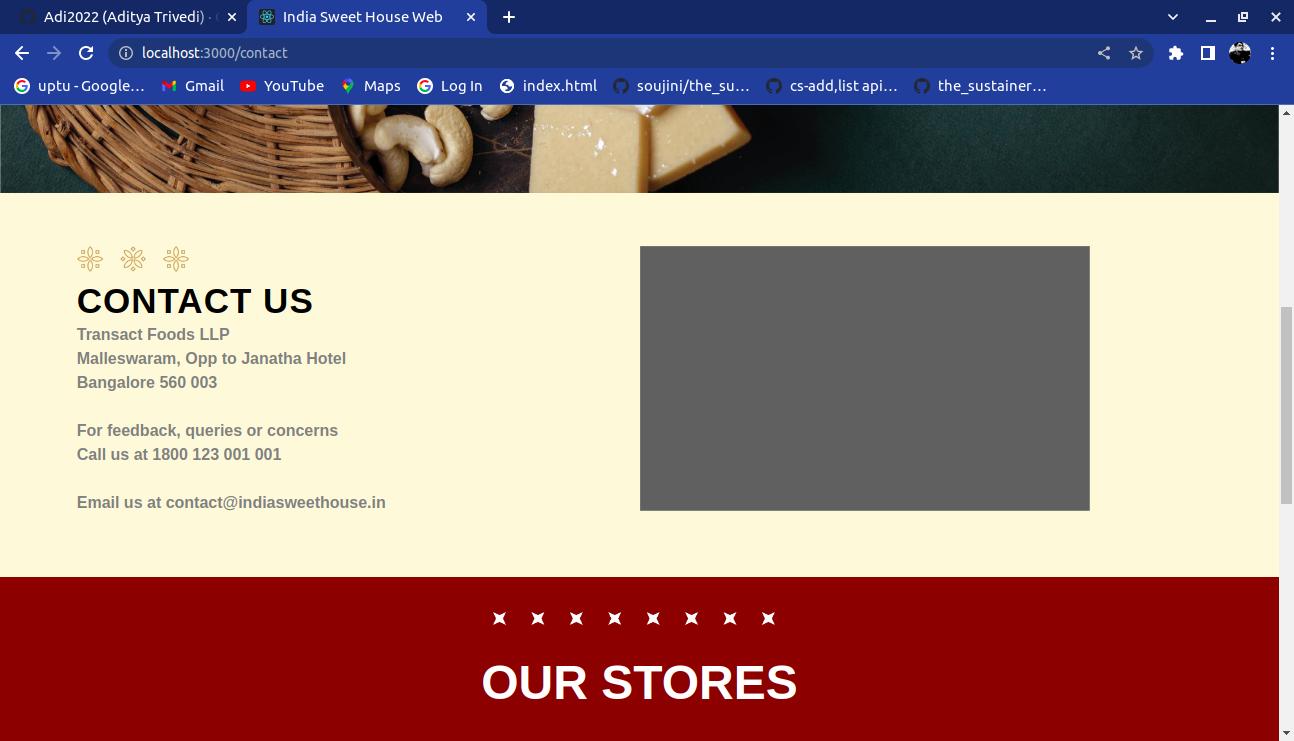 Adi2022 (Aditya Trivedi) ·
India Sweet House Web
localhost:3000/contact
uptu - Google…
Gmail
YouTube
Maps
Log In
index.html
soujini/the_su…
cs-add,list api…
the_sustainer…
CONTACT US
Transact Foods LLP
Malleswaram, Opp to Janatha Hotel
Bangalore 560 003
For feedback, queries or concerns
Call us at 1800 123 001 001
Email us at contact@indiasweethouse.in
OUR STORES